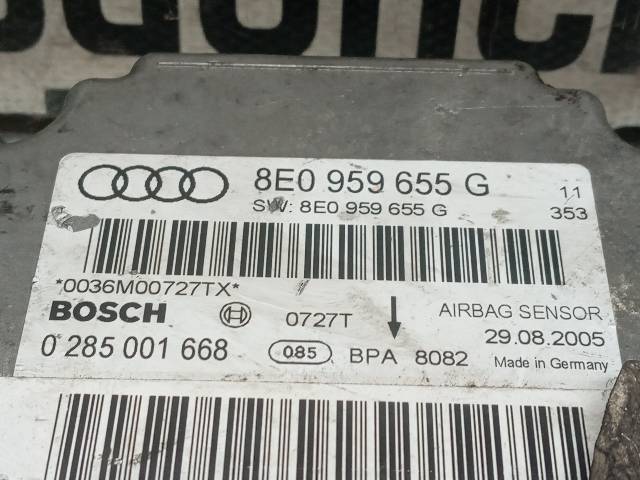 8E0 959 655 G 11
SW: 8E0 959 655 G 353
*0036M00727TX*
BOSCH 0727T AIRBAG SENSOR
29.08.2005
0 285 001 668 085 BPA 8082 Made in Germany